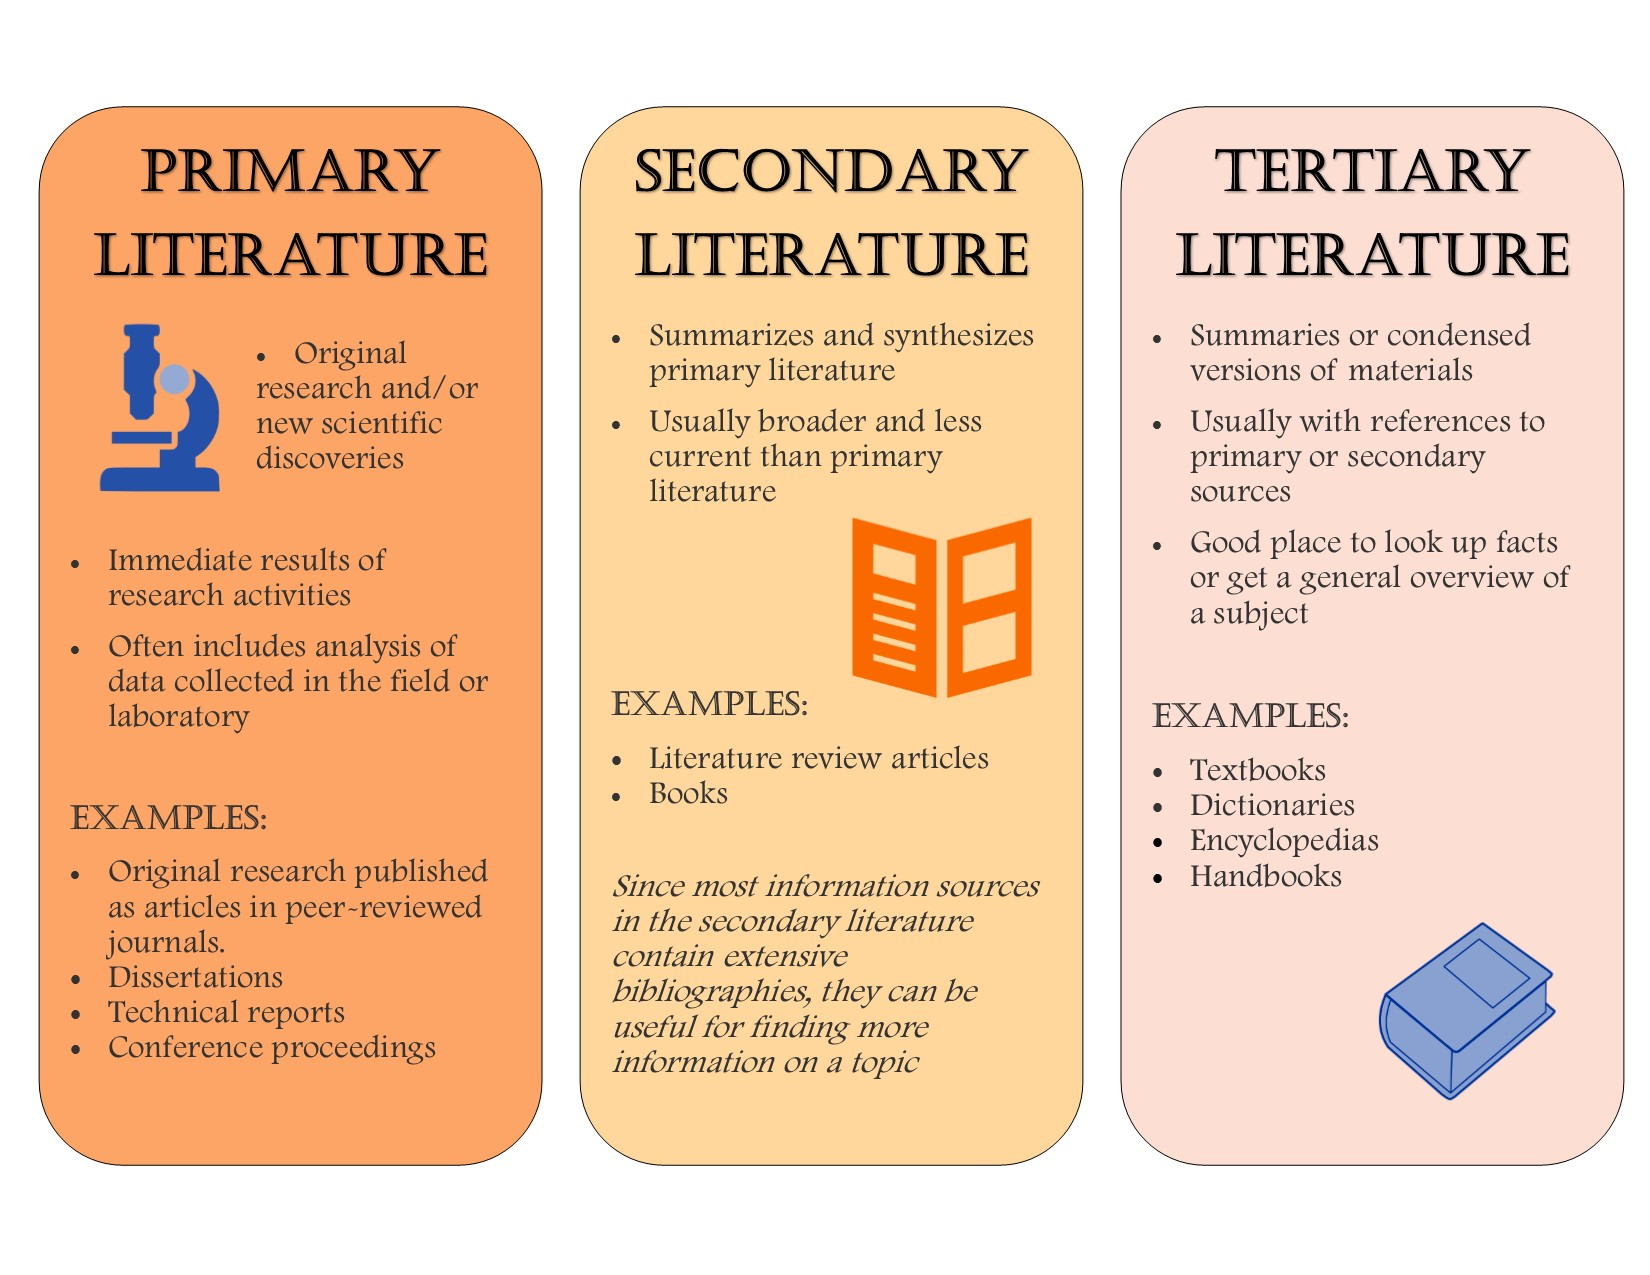 PRIMARY
LITERATURE
• Original
research and/or
new scientific
discoveries
• Immediate results of
research activities
• Often includes analysis of
data collected in the field or
laboratory
EXAMPLES:
• Original research published
as articles in peer-reviewed
journals.
• Dissertations
• Technical reports
• Conference proceedings
SECONDARY
LITERATURE
• Summarizes and synthesizes
primary literature
• Usually broader and less
current than primary
literature
EXAMPLES:
• Literature review articles
• Books
Since most information sources
in the secondary literature
contain extensive
bibliographies, they can be
useful for finding more
information on a topic
TERTIARY
LITERATURE
• Summaries or condensed
versions of materials
• Usually with references to
primary or secondary
sources
• Good place to look up facts
or get a general overview of
a subject
EXAMPLES:
• Textbooks
• Dictionaries
• Encyclopedias
• Handbooks